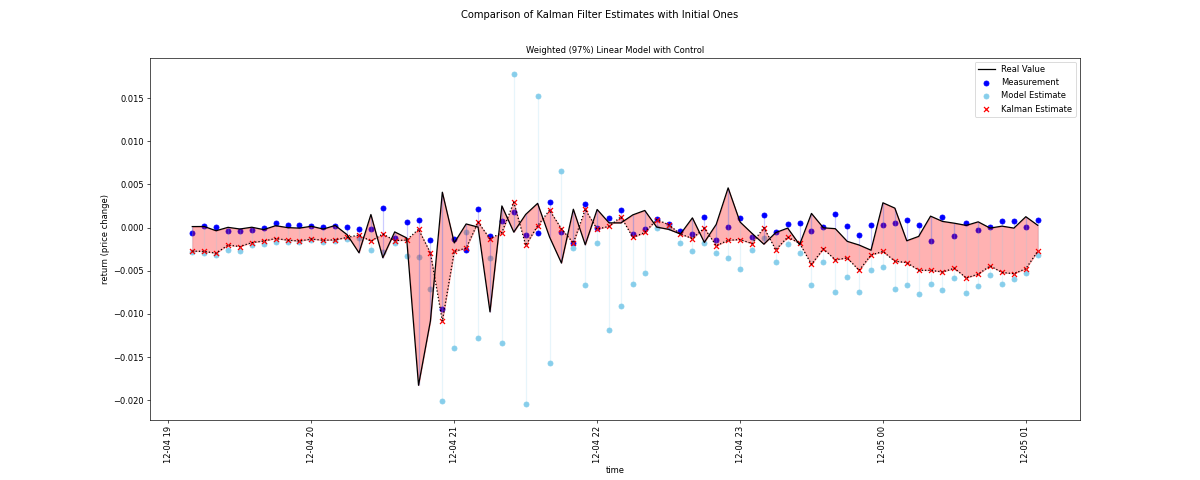 Comparison of Kalman Filter Estimates with Initial Ones
Weighted (97%) Linear Model with Control
Real Value
Measurement
Model Estimate
Kalman Estimate
return (price change)
0.015
0.010
0.005
0.000
−0.005
−0.010
−0.015
−0.020
12-04 19
12-04 20
12-04 21
12-04 22
12-04 23
12-05 00
12-05 01
time